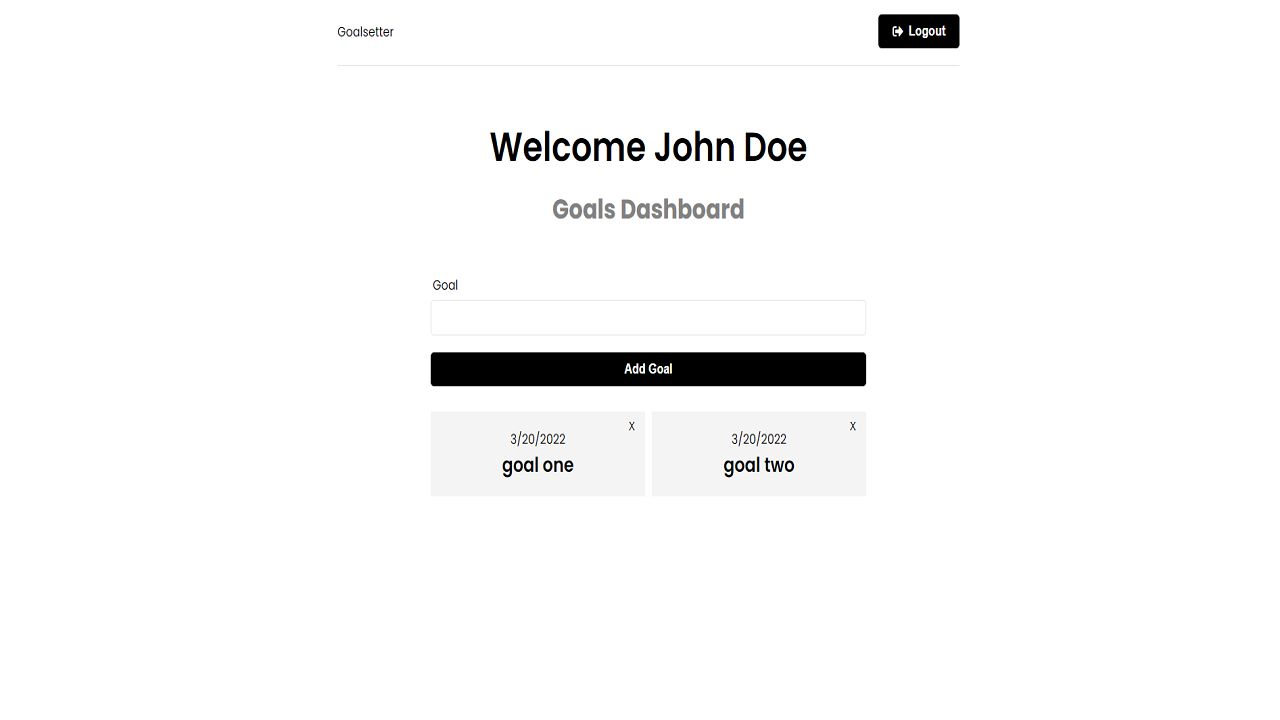 Goalsetter
Logout
Welcome John Doe
Goals Dashboard
Goal
Add Goal
X
3/20/2022
goal one
X
3/20/2022
goal two